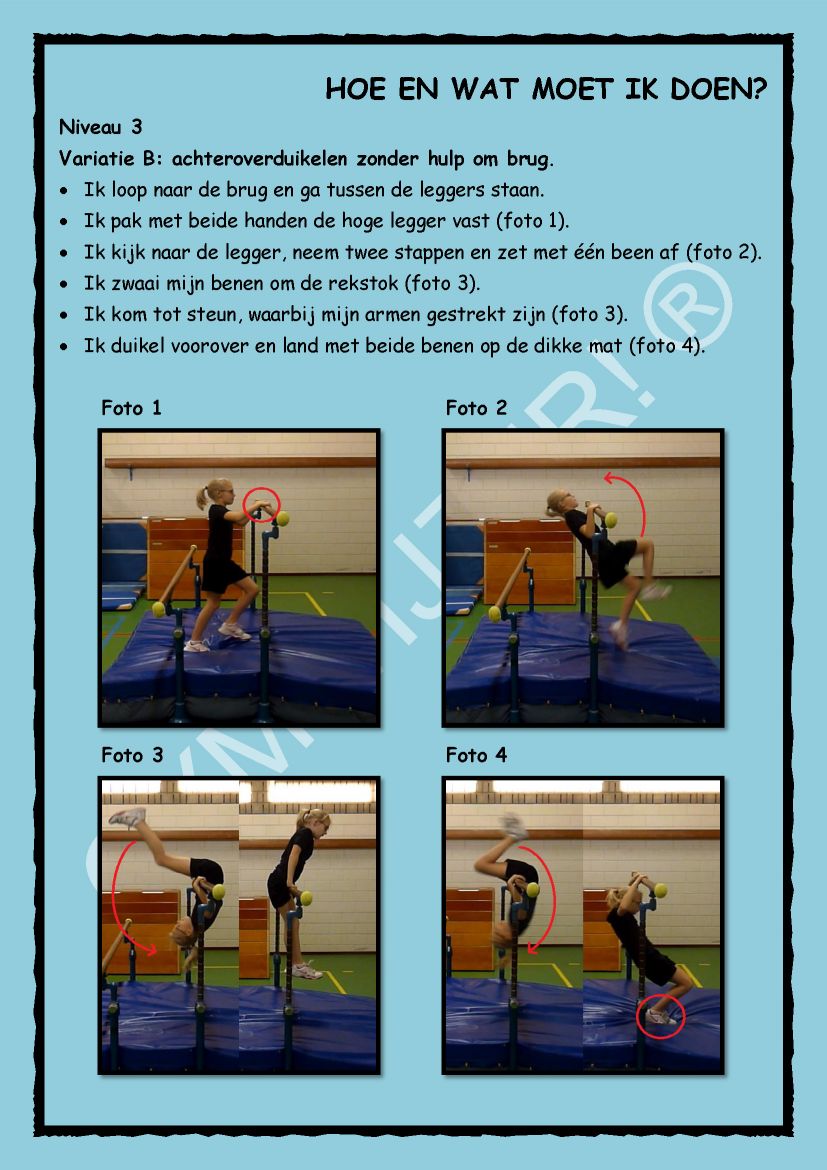 HOE EN WAT MOET IK DOEN?
Niveau 3
Variatie B: achteroverduikelen zonder hulp om brug.
• Ik loop naar de brug en ga tussen de leggers staan.
• Ik pak met beide handen de hoge legger vast (foto 1).
• Ik kijk naar de legger, neem twee stappen en zet met één been af (foto 2).
• Ik zwaai mijn benen om de rekstok (foto 3).
• Ik kom tot steun, waarbij mijn armen gestrekt zijn (foto 3).
• Ik duikel voorover en land met beide benen op de dikke mat (foto 4).
Foto 1
Foto 2
Foto 3
Foto 4